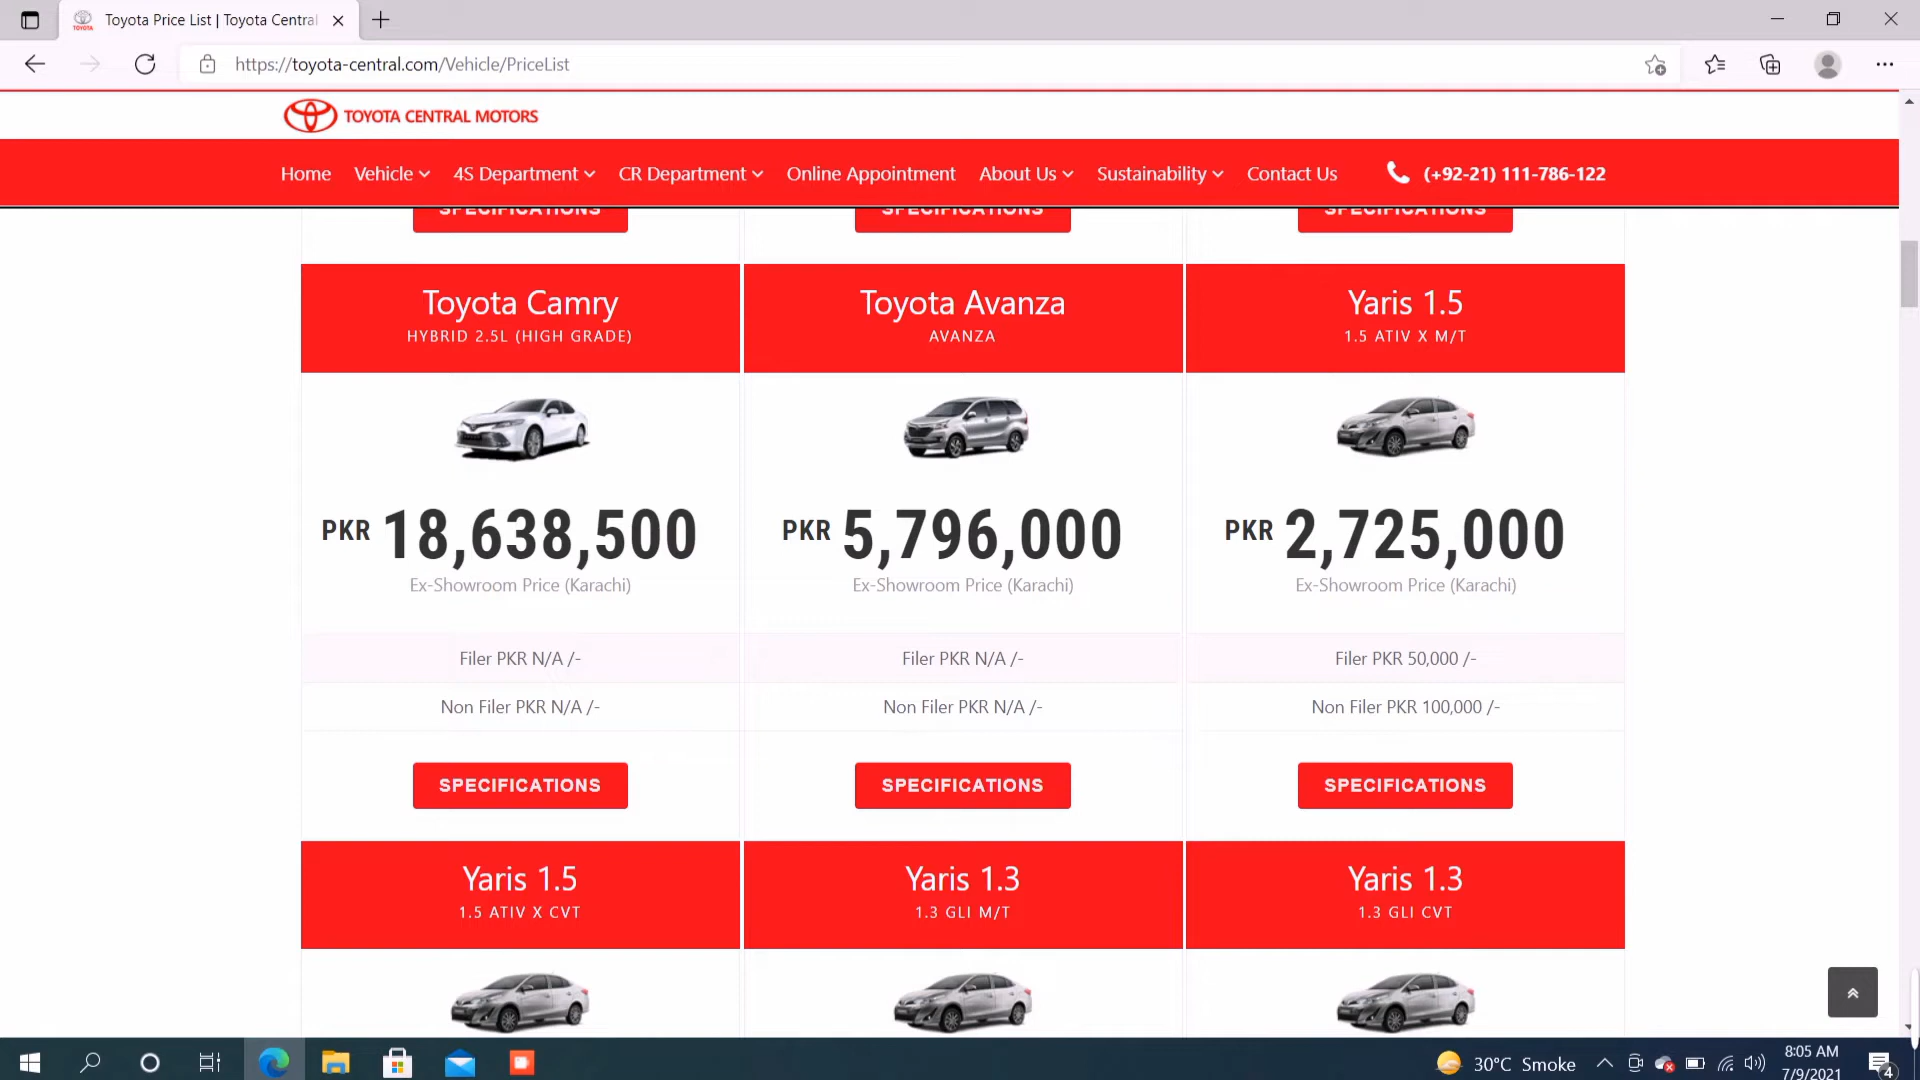 Toyota Price List | Toyota Central
https://toyota-central.com/Vehicle/PriceList
TOYOTA CENTRAL MOTORS
Home Vehicle 4S Department CR Department Online Appointment About Us Sustainability Contact Us (+92-21) 111-786-122
SPECIFICATIONS SPECIFICATIONS SPECIFICATIONS
Toyota Camry Toyota Avanza Yaris 1.5
HYBRID 2.5L (HIGH GRADE) AVANZA 1.5 ATIV X M/T
PKR 18,638,500 PKR 5,796,000 PKR 2,725,000
Ex-Showroom Price (Karachi) Ex-Showroom Price (Karachi) Ex-Showroom Price (Karachi)
Filer PKR N/A /- Filer PKR N/A /- Filer PKR 50,000 /-
Non Filer PKR N/A /- Non Filer PKR N/A /- Non Filer PKR 100,000 /-
SPECIFICATIONS SPECIFICATIONS SPECIFICATIONS
Yaris 1.5 Yaris 1.3 Yaris 1.3
1.5 ATIV X CVT 1.3 GLI M/T 1.3 GLI CVT
30°C Smoke
8:05 AM
7/9/2021
4